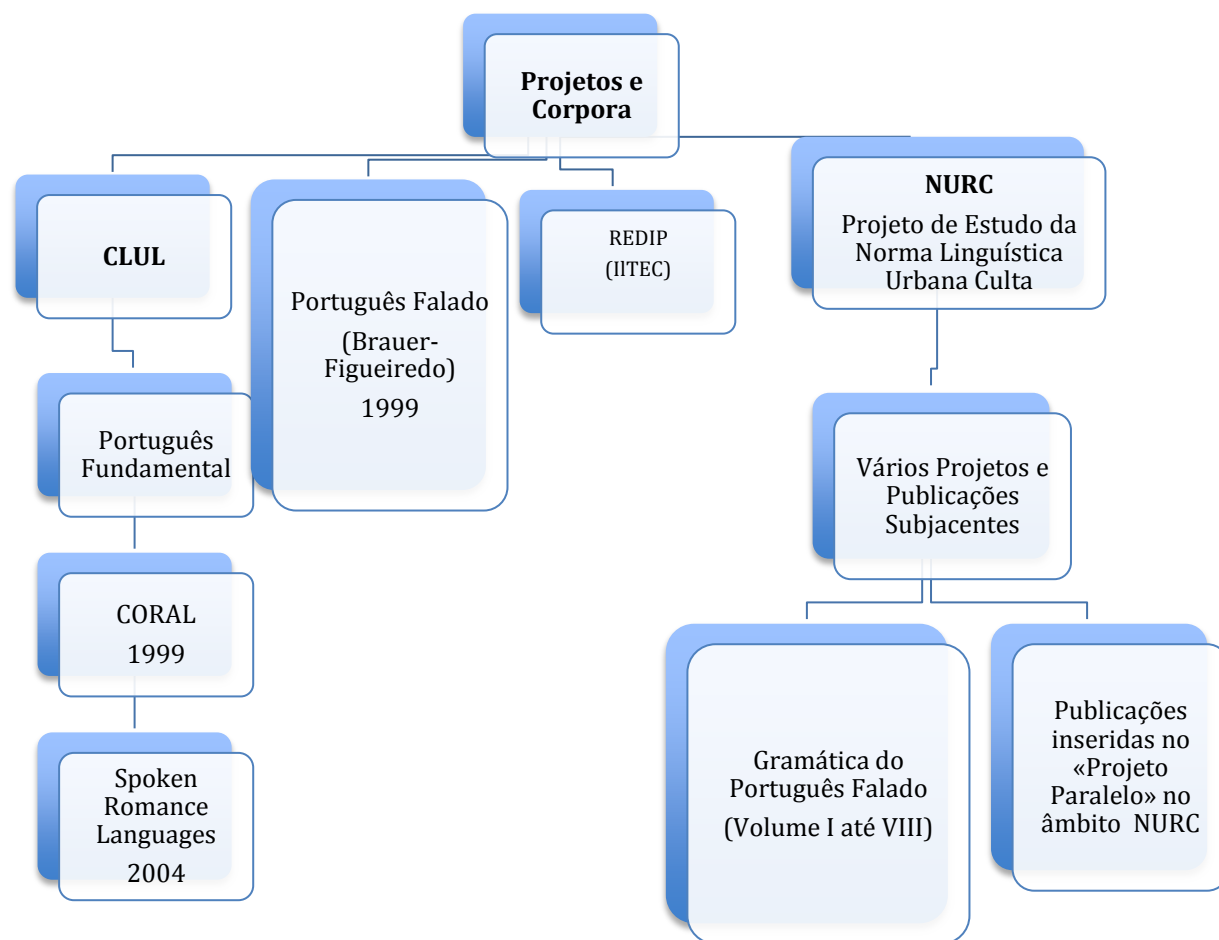 Projetos e
Corpora
CLUL
Português
Fundamental
CORAL
1999
Spoken
Romance
Languages
2004
Português Falado
(Brauer-
Figueiredo)
1999
REDIP
(IlTEC)
NURC
Projeto de Estudo da
Norma Linguística
Urbana Culta
Vários Projetos e
Publicações
Subjacentes
Gramática do
Português Falado
(Volume I até VIII)
Publicações
inseridas no
«Projeto
Paralelo» no
âmbito NURC